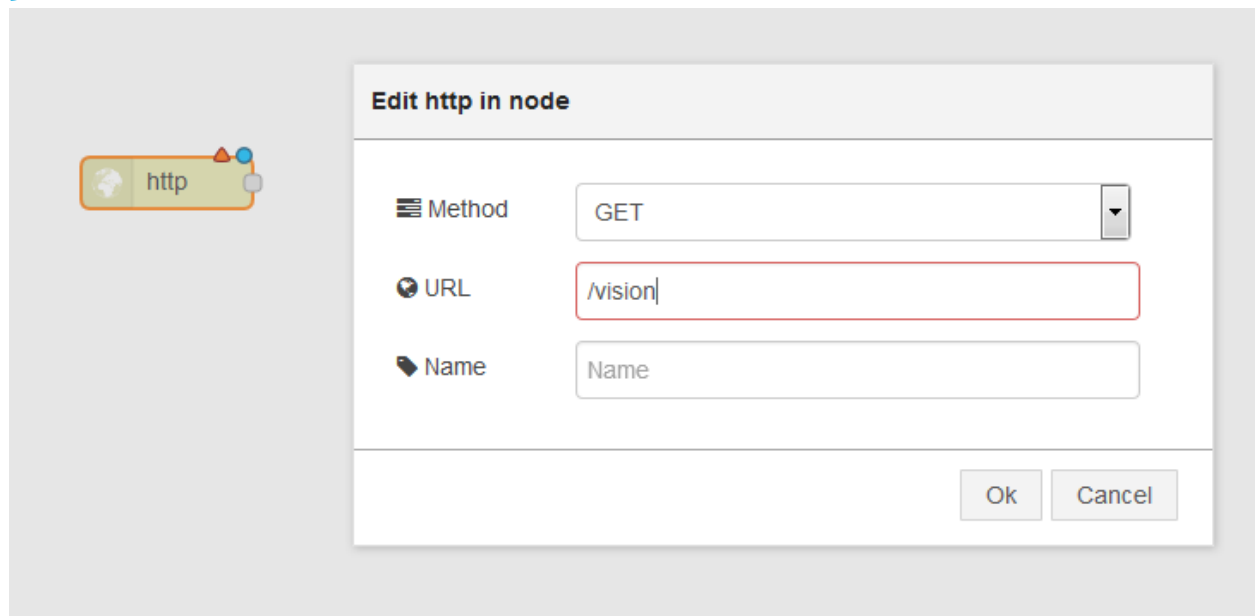 Edit http in node
http
Method
GET
URL
/vision
Name
Name
Ok
Cancel